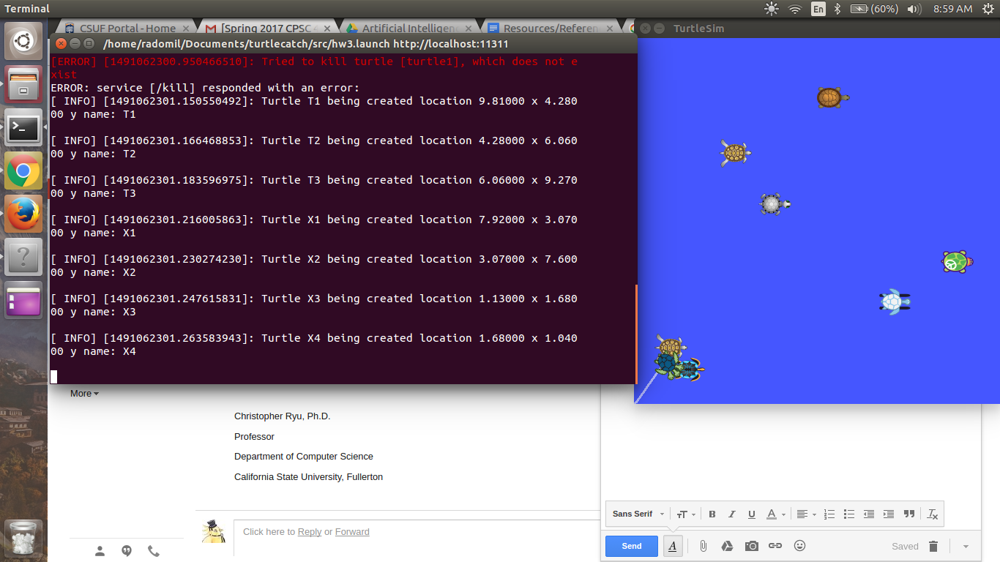 Terminal
En
(60%)
8:59 AM
CSUF Portal - Home
[Spring 2017 CPSC
Artificial Intelligenc
Resources/Referen
TurtleSim
/home/radomil/Documents/turtlecatch/src/hw3.launch http://localhost:11311
[ERROR] [1491062300.950466510]: Tried to kill turtle [turtle1], which does not e
xist
ERROR: service [/kill] responded with an error:
[ INFO] [1491062301.150550492]: Turtle T1 being created location 9.81000 x 4.280
00 y name: T1
[ INFO] [1491062301.166468853]: Turtle T2 being created location 4.28000 x 6.060
00 y name: T2
[ INFO] [1491062301.183596975]: Turtle T3 being created location 6.06000 x 9.270
00 y name: T3
[ INFO] [1491062301.216005863]: Turtle X1 being created location 7.92000 x 3.070
00 y name: X1
[ INFO] [1491062301.230274230]: Turtle X2 being created location 3.07000 x 7.600
00 y name: X2
[ INFO] [1491062301.247615831]: Turtle X3 being created location 1.13000 x 1.680
00 y name: X3
[ INFO] [1491062301.263583943]: Turtle X4 being created location 1.68000 x 1.040
00 y name: X4
More
Christopher Ryu, Ph.D.
Professor
Department of Computer Science
California State University, Fullerton
Click here to Reply or Forward
Sans Serif
Send
Saved